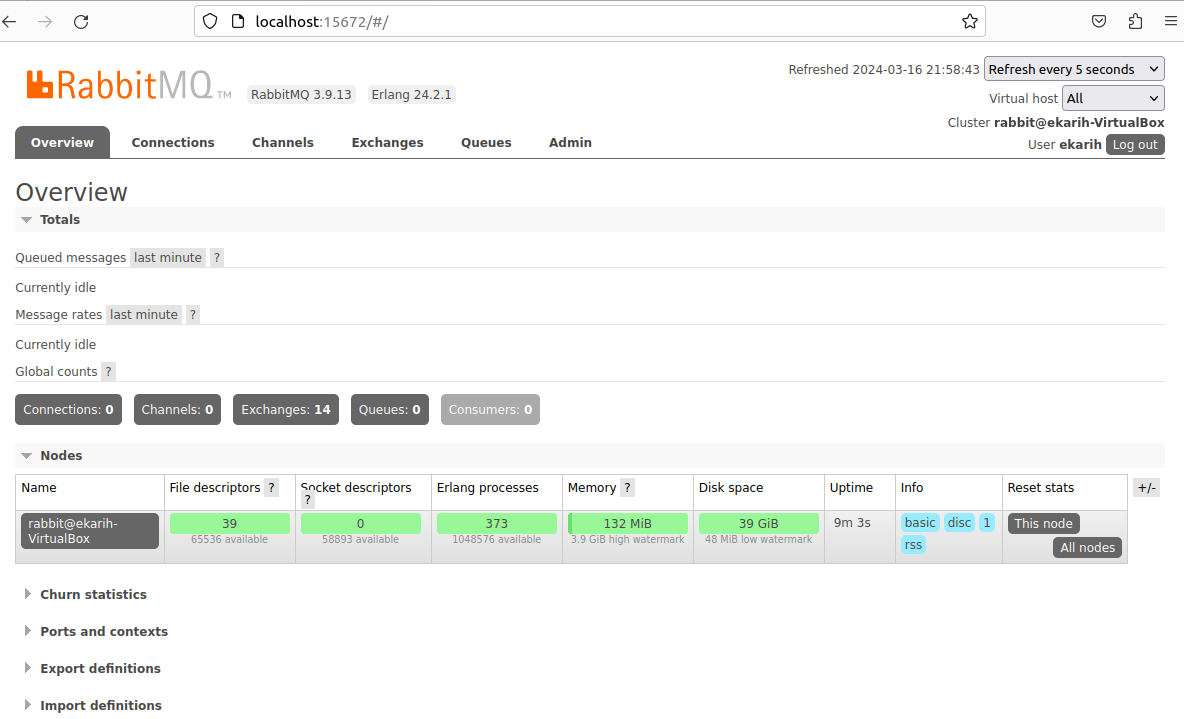 localhost:15672/#/
RabbitMQ TM RabbitMQ 3.9.13 Erlang 24.2.1
Refreshed 2024-03-16 21:58:43 Refresh every 5 seconds
Virtual host All
Cluster rabbit@ekarih-VirtualBox
User ekarih Log out
Overview Connections Channels Exchanges Queues Admin
Overview
Totals
Queued messages last minute ?
Currently idle
Message rates last minute ?
Currently idle
Global counts ?
Connections: 0 Channels: 0 Exchanges: 14 Queues: 0 Consumers: 0
Nodes
Name File descriptors ? Socket descriptors ? Erlang processes Memory ? Disk space Uptime Info Reset stats +/-
rabbit@ekarih-VirtualBox
39
65536 available
0
58893 available
373
1048576 available
132 MiB
3.9 GiB high watermark
39 GiB
48 MiB low watermark
9m 3s
basic disc 1
rss
This node
All nodes
Churn statistics
Ports and contexts
Export definitions
Import definitions